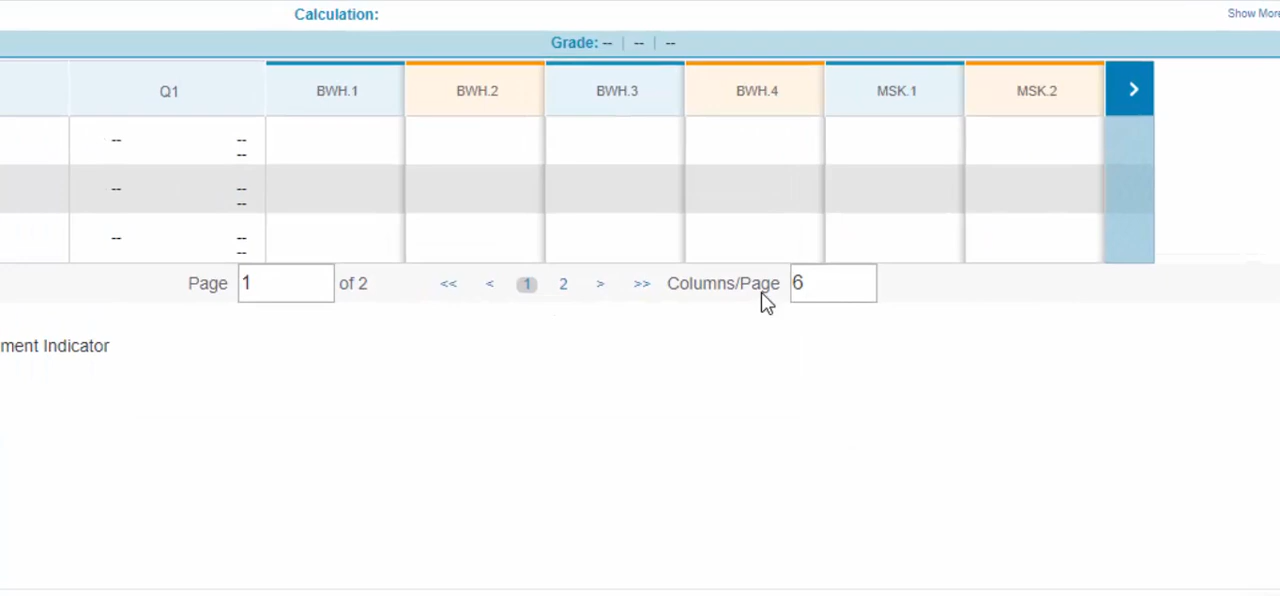 Calculation:
Show More
Grade: -- | -- | --
Q1 BWH.1 BWH.2 BWH.3 BWH.4 MSK.1 MSK.2 >
-- --
--
-- --
--
-- --
--
Page 1 of 2 << < 1 2 > >> Columns/Page 6
ment Indicator